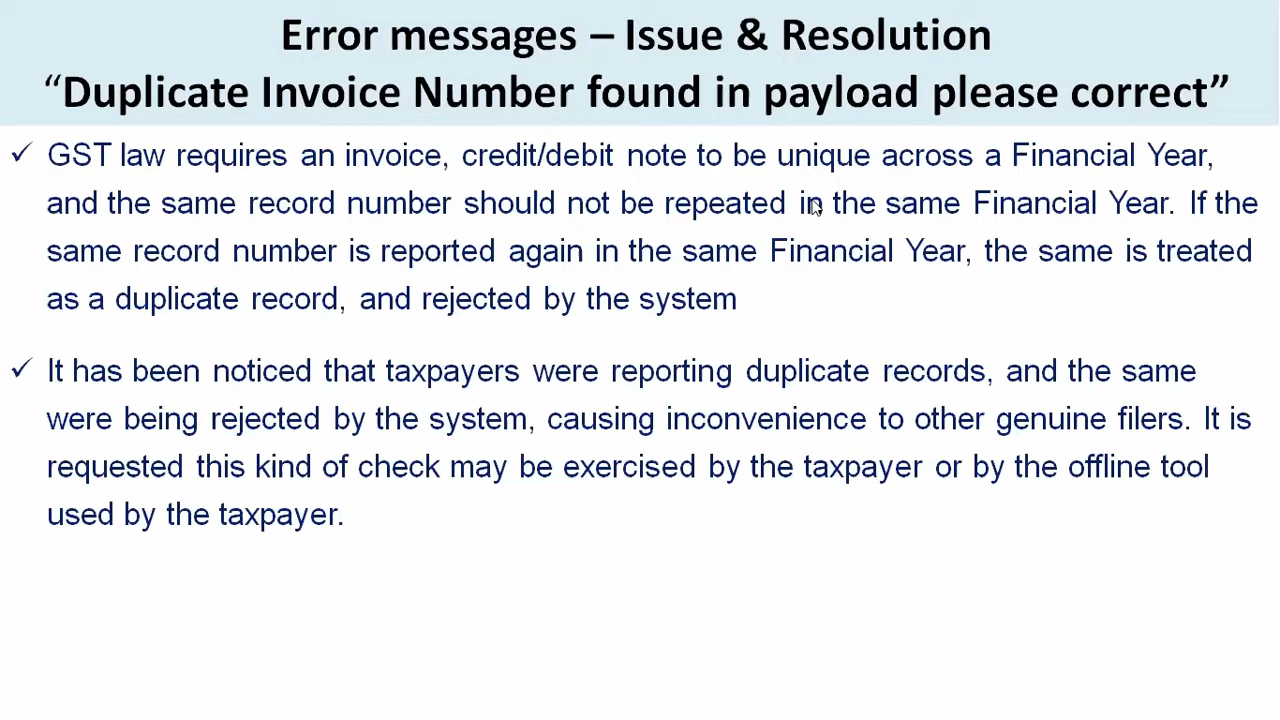 Error messages – Issue & Resolution
“Duplicate Invoice Number found in payload please correct”
✓ GST law requires an invoice, credit/debit note to be unique across a Financial Year,
and the same record number should not be repeated in the same Financial Year. If the
same record number is reported again in the same Financial Year, the same is treated
as a duplicate record, and rejected by the system
✓ It has been noticed that taxpayers were reporting duplicate records, and the same
were being rejected by the system, causing inconvenience to other genuine filers. It is
requested this kind of check may be exercised by the taxpayer or by the offline tool
used by the taxpayer.